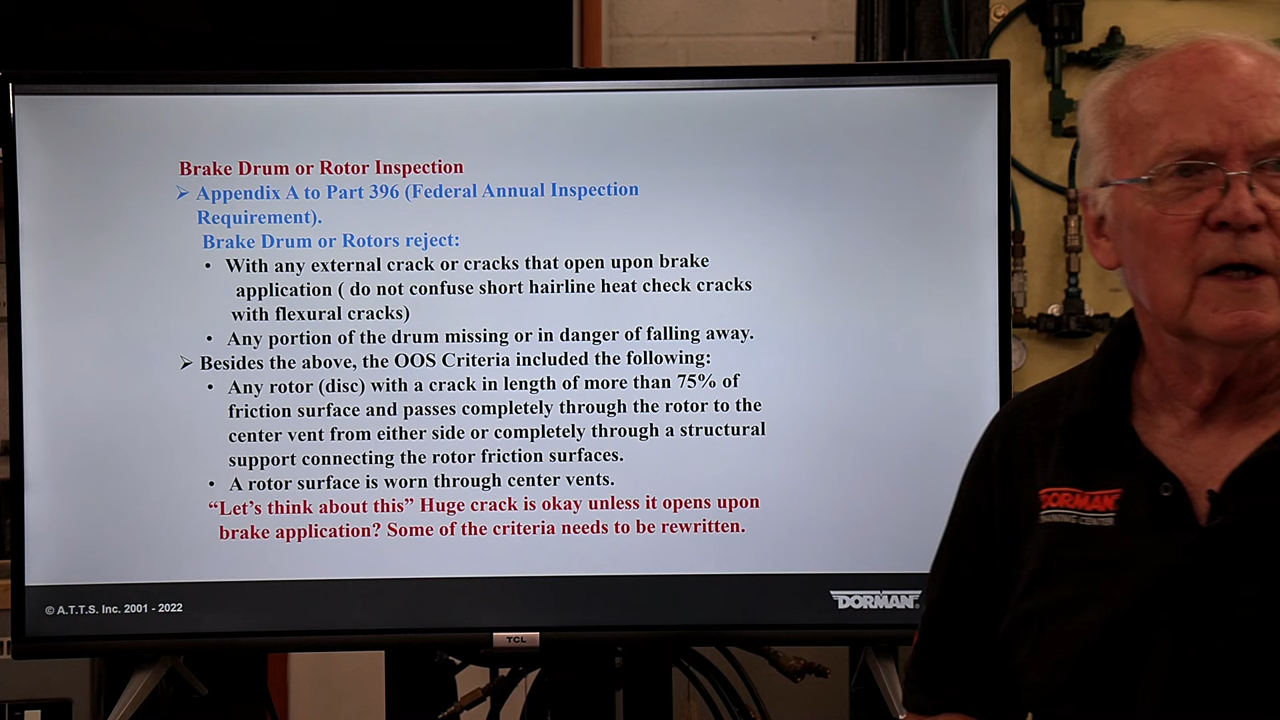 Brake Drum or Rotor Inspection
➢ Appendix A to Part 396 (Federal Annual Inspection
Requirement).
Brake Drum or Rotors reject:
• With any external crack or cracks that open upon brake
application ( do not confuse short hairline heat check cracks
with flexural cracks)
• Any portion of the drum missing or in danger of falling away.
➢ Besides the above, the OOS Criteria included the following:
• Any rotor (disc) with a crack in length of more than 75% of
friction surface and passes completely through the rotor to the
center vent from either side or completely through a structural
support connecting the rotor friction surfaces.
• A rotor surface is worn through center vents.
“Let’s think about this” Huge crack is okay unless it opens upon
brake application? Some of the criteria needs to be rewritten.
© A.T.T.S. Inc. 2001 - 2022
DORMAN®
TCL
DORMAN
TRAINING CENTER